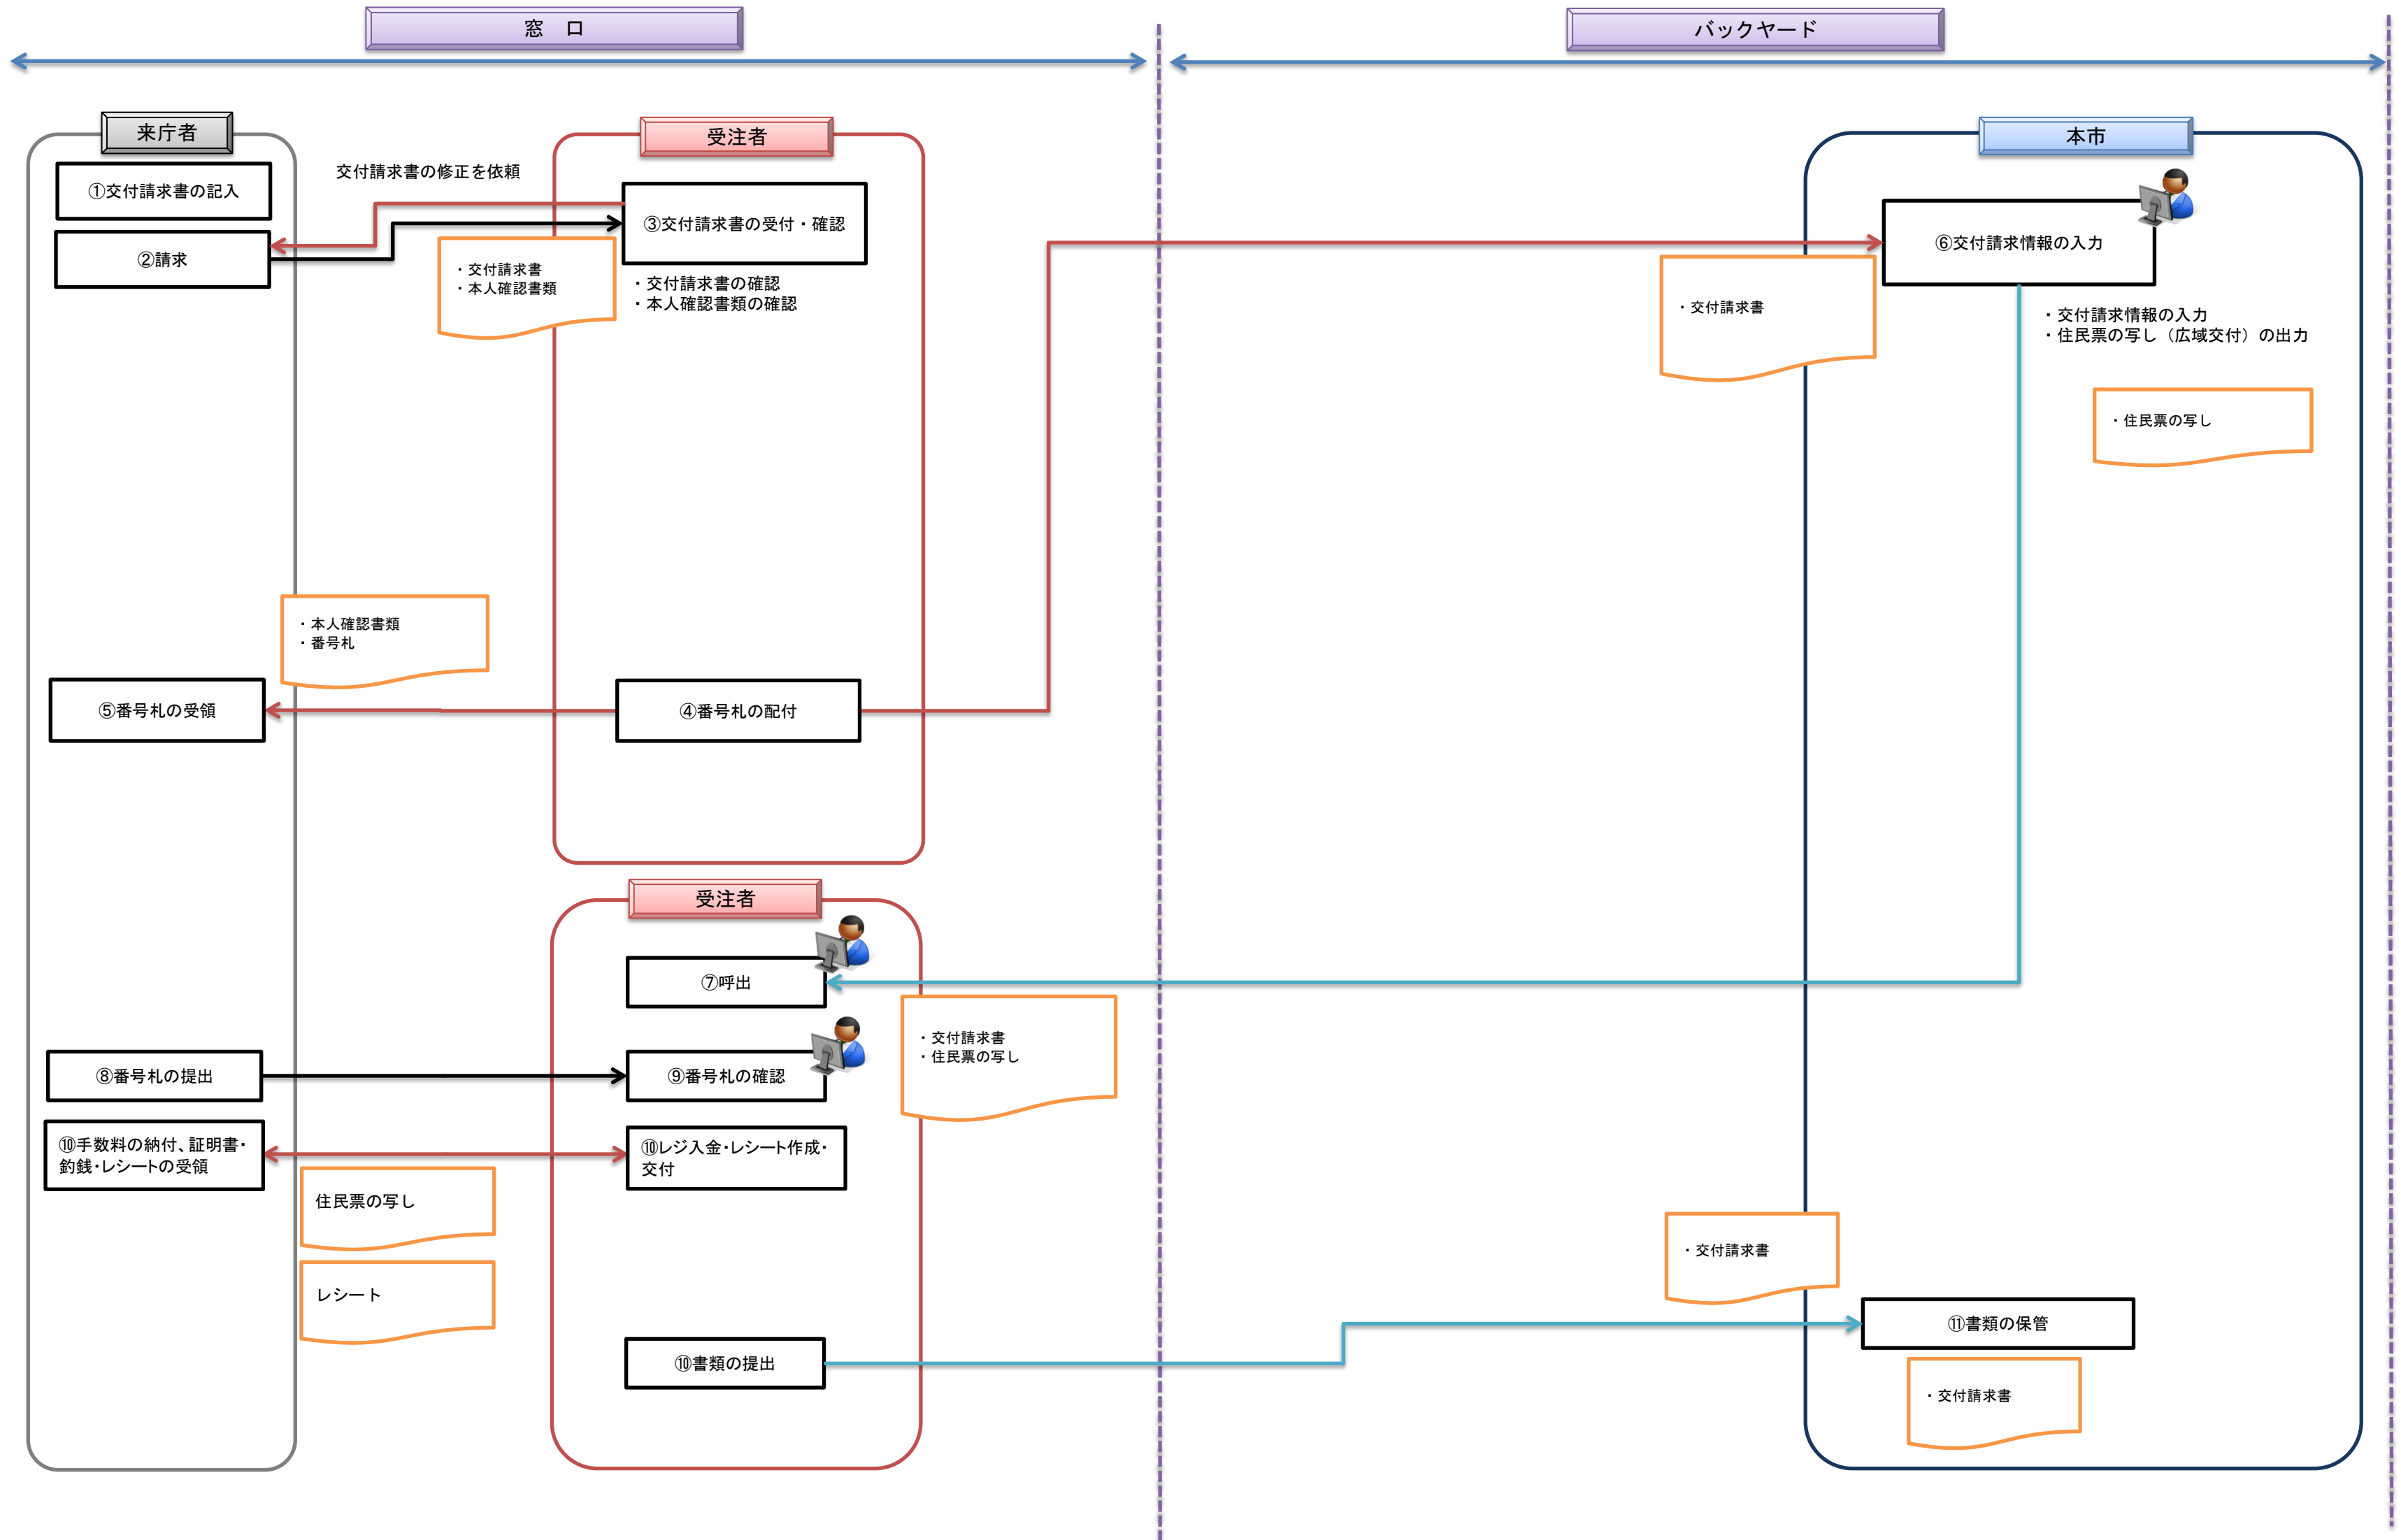 窓　口
バックヤード
来庁者
受注者
本市
①交付請求書の記入
交付請求書の修正を依頼
②請求
③交付請求書の受付・確認
・交付請求書
・本人確認書類
・交付請求書の確認
・本人確認書類の確認
⑥交付請求情報の入力
・交付請求書
・交付請求情報の入力
・住民票の写し（広域交付）の出力
・住民票の写し
・本人確認書類
・番号札
⑤番号札の受領
④番号札の配付
受注者
⑦呼出
・交付請求書
・住民票の写し
⑧番号札の提出
⑨番号札の確認
⑩手数料の納付、証明書・
釣銭・レシートの受領
⑩レジ入金・レシート作成・
交付
住民票の写し
レシート
・交付請求書
⑩書類の提出
⑪書類の保管
・交付請求書